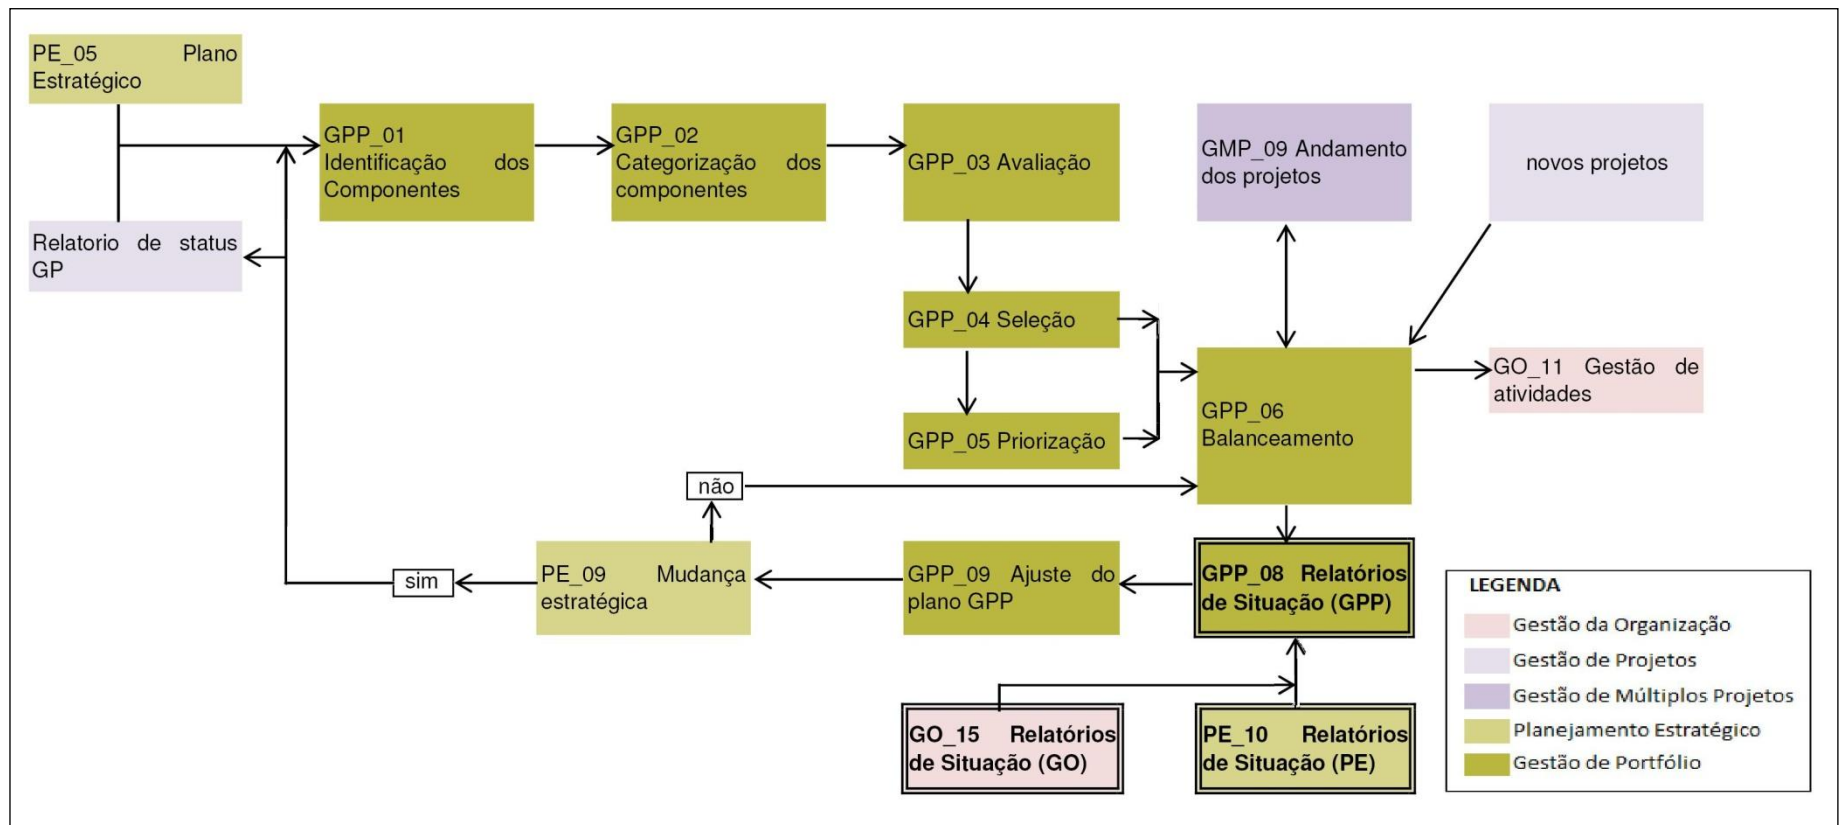 PE_05 Plano
Estratégico
GPP_01
Identificação dos
Componentes
GPP_02
Categorização dos
componentes
GPP_03 Avaliação
GMP_09 Andamento
dos projetos
novos projetos
Relatorio de status
GP
GPP_04 Seleção
GPP_05 Priorização
GPP_06
Balanceamento
GO_11 Gestão de
atividades
não
sim
PE_09 Mudança
estratégica
GPP_09 Ajuste do
plano GPP
GPP_08 Relatórios
de Situação (GPP)
GO_15 Relatórios
de Situação (GO)
PE_10 Relatórios
de Situação (PE)
LEGENDA
Gestão da Organização
Gestão de Projetos
Gestão de Múltiplos Projetos
Planejamento Estratégico
Gestão de Portfólio